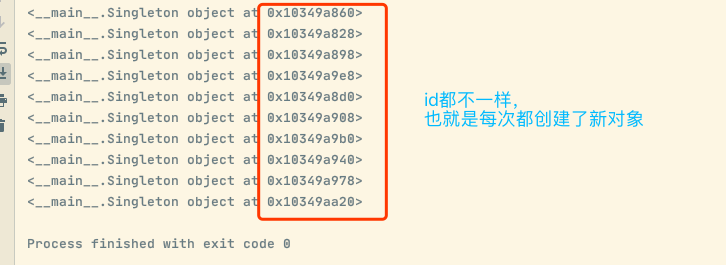 <__main__.Singleton object at 0x10349a860>
<__main__.Singleton object at 0x10349a828>
<__main__.Singleton object at 0x10349a898>
<__main__.Singleton object at 0x10349a9e8>
<__main__.Singleton object at 0x10349a8d0>
<__main__.Singleton object at 0x10349a908>
<__main__.Singleton object at 0x10349a9b0>
<__main__.Singleton object at 0x10349a940>
<__main__.Singleton object at 0x10349a978>
<__main__.Singleton object at 0x10349aa20>
id都不一样,
也就是每次都创建了新对象
Process finished with exit code 0